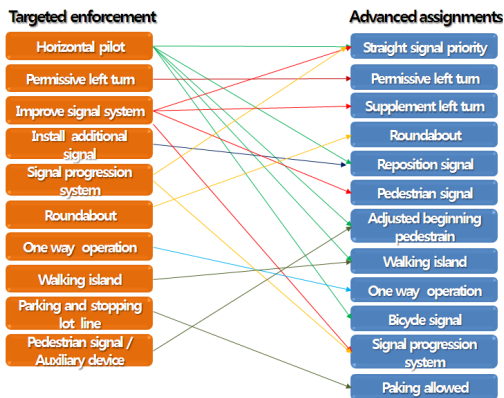 Targeted enforcement
Horizontal pilot
Permissive left turn
Improve signal system
Install additional
signal
Signal progression
system
Roundabout
One way operation
Walking island
Parking and stopping
lot line
Pedestrian signal /
Auxiliary device
Advanced assignments
Straight signal priority
Permissive left turn
Supplement left turn
Roundabout
Reposition signal
Pedestrian signal
Adjusted beginning
pedestrain
Walking island
One way operation
Bicycle signal
Signal progression
system
Paking allowed